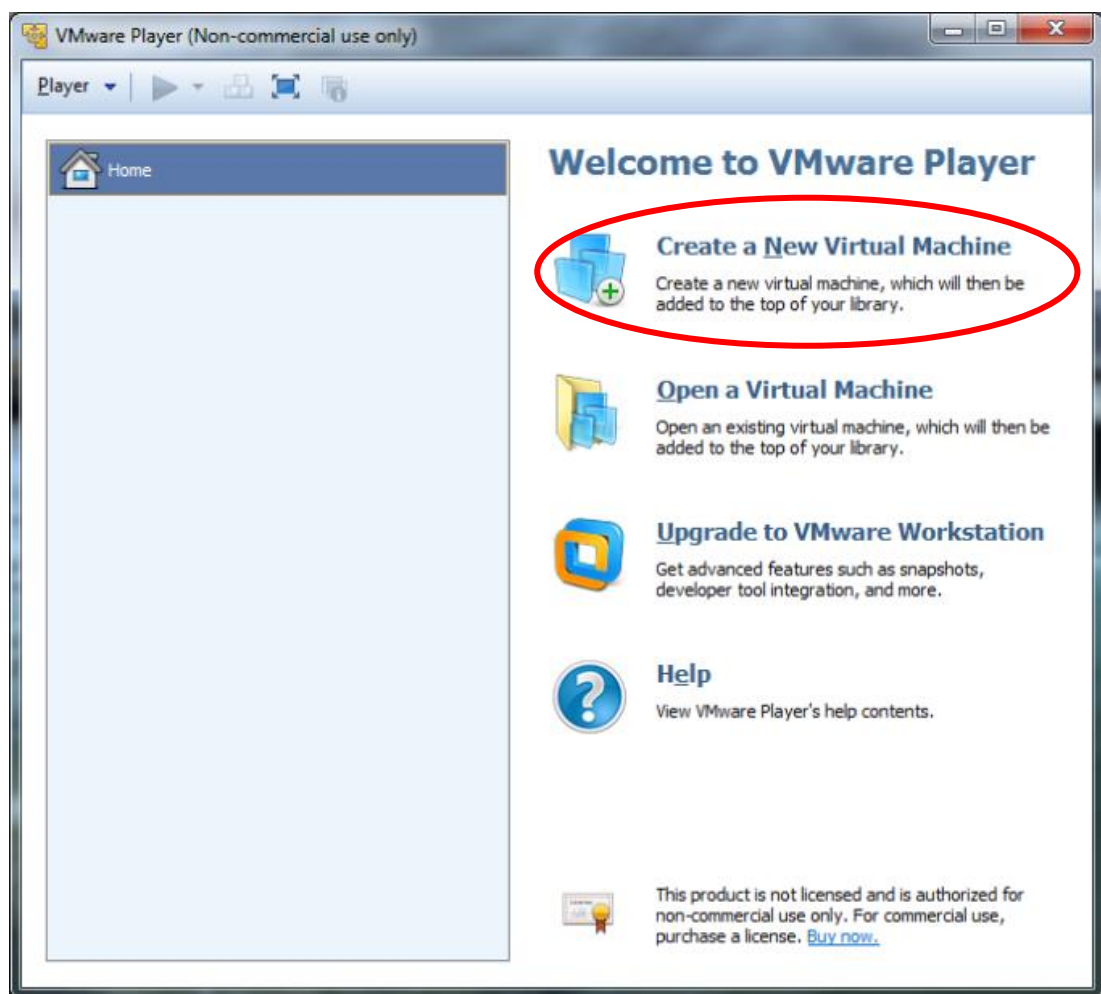 VMware Player (Non-commercial use only)
Player
Home
Welcome to VMware Player
Create a New Virtual Machine
Create a new virtual machine, which will then be
added to the top of your library.
Open a Virtual Machine
Open an existing virtual machine, which will then be
added to the top of your library.
Upgrade to VMware Workstation
Get advanced features such as snapshots,
developer tool integration, and more.
Help
View VMware Player's help contents.
This product is not licensed and is authorized for
non-commercial use only. For commercial use,
purchase a license. Buy now.